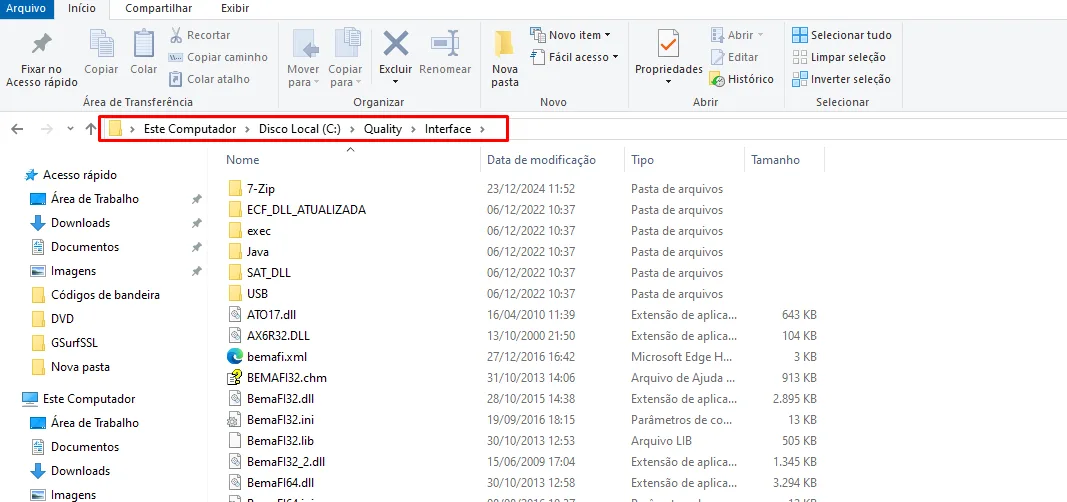 Arquivo Início Compartilhar Exibir
Fixar no Acesso rápido
Copiar
Colar
Recortar
Copiar caminho
Colar atalho
Área de Transferência
Mover para
Copiar para
Excluir
Renomear
Organizar
Nova pasta
Novo item
Fácil acesso
Novo
Propriedades
Abrir
Editar
Histórico
Abrir
Selecionar tudo
Limpar seleção
Inverter seleção
Selecionar
Este Computador > Disco Local (C:) > Quality > Interface >
Acesso rápido
Área de Trabalho
Downloads
Documentos
Imagens
Códigos de bandeira
DVD
GSurfSSL
Nova pasta
Este Computador
Área de Trabalho
Documentos
Downloads
Imagens
Nome Data de modificação Tipo Tamanho
7-Zip 23/12/2024 11:52 Pasta de arquivos
ECF_DLL_ATUALIZADA 06/12/2022 10:37 Pasta de arquivos
exec 06/12/2022 10:37 Pasta de arquivos
Java 06/12/2022 10:37 Pasta de arquivos
SAT_DLL 06/12/2022 10:37 Pasta de arquivos
USB 06/12/2022 10:37 Pasta de arquivos
ATO17.dll 16/04/2010 11:39 Extensão de aplica... 643 KB
AX6R32.DLL 13/10/2000 21:50 Extensão de aplica... 104 KB
bemafi.xml 27/12/2016 16:42 Microsoft Edge H... 3 KB
BEMAFI32.chm 31/10/2013 14:06 Arquivo de Ajuda ... 913 KB
BemaFI32.dll 28/10/2015 14:38 Extensão de aplica... 2.895 KB
BemaFI32.ini 19/09/2016 18:15 Parâmetros de co... 13 KB
BemaFI32.lib 30/10/2013 12:53 Arquivo LIB 505 KB
BemaFI32_2.dll 15/06/2009 17:04 Extensão de aplica... 1.345 KB
BemaFI64.dll 30/10/2013 12:58 Extensão de aplica... 3.294 KB